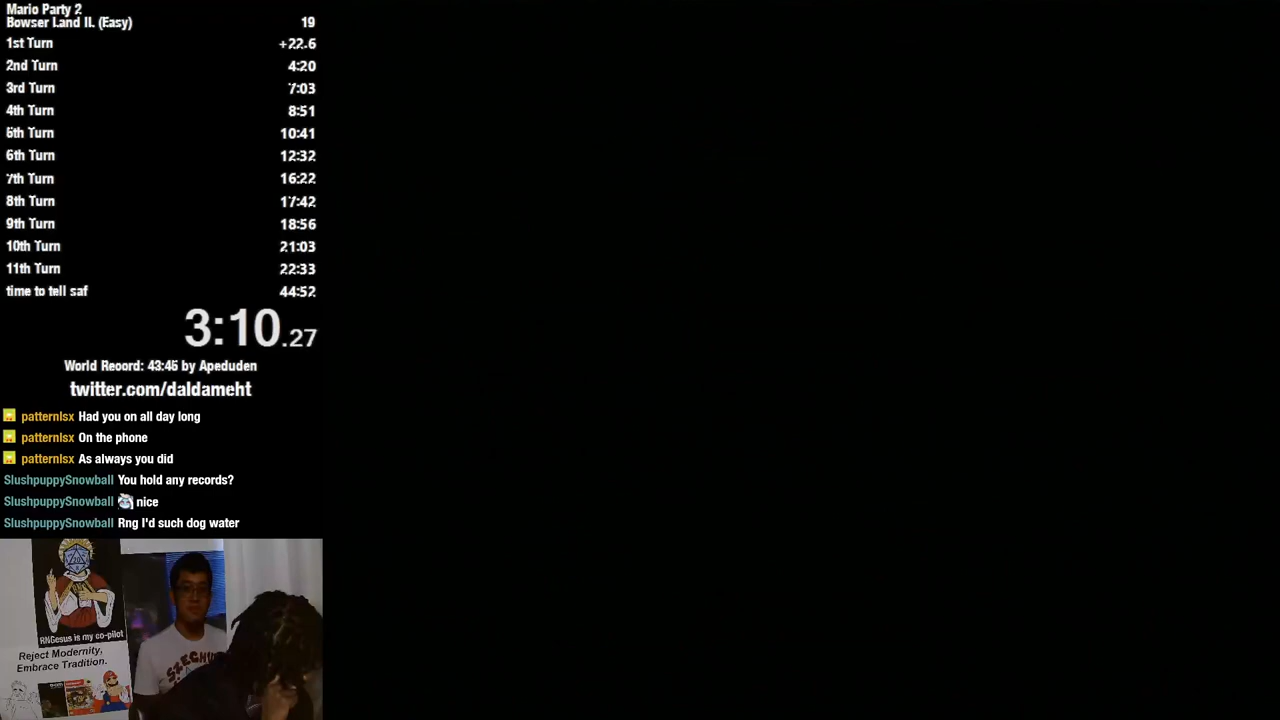 Mario Party 2
Bowser Land II. (Easy) 19
1st Turn +22.6
2nd Turn 4:20
3rd Turn 7:03
4th Turn 8:51
5th Turn 10:41
6th Turn 12:32
7th Turn 16:22
8th Turn 17:42
9th Turn 18:56
10th Turn 21:03
11th Turn 22:33
time to tell saf 44:52
3:10.27
World Record: 43:45 by Apeduden
twitter.com/daldameht
patternlsx Had you on all day long
patternlsx On the phone
patternlsx As always you did
SlushpuppySnowball You hold any records?
SlushpuppySnowball nice
SlushpuppySnowball Rng I'd such dog water
RNGesus is my co-pilot
Reject Modernity,
Embrace Tradition.